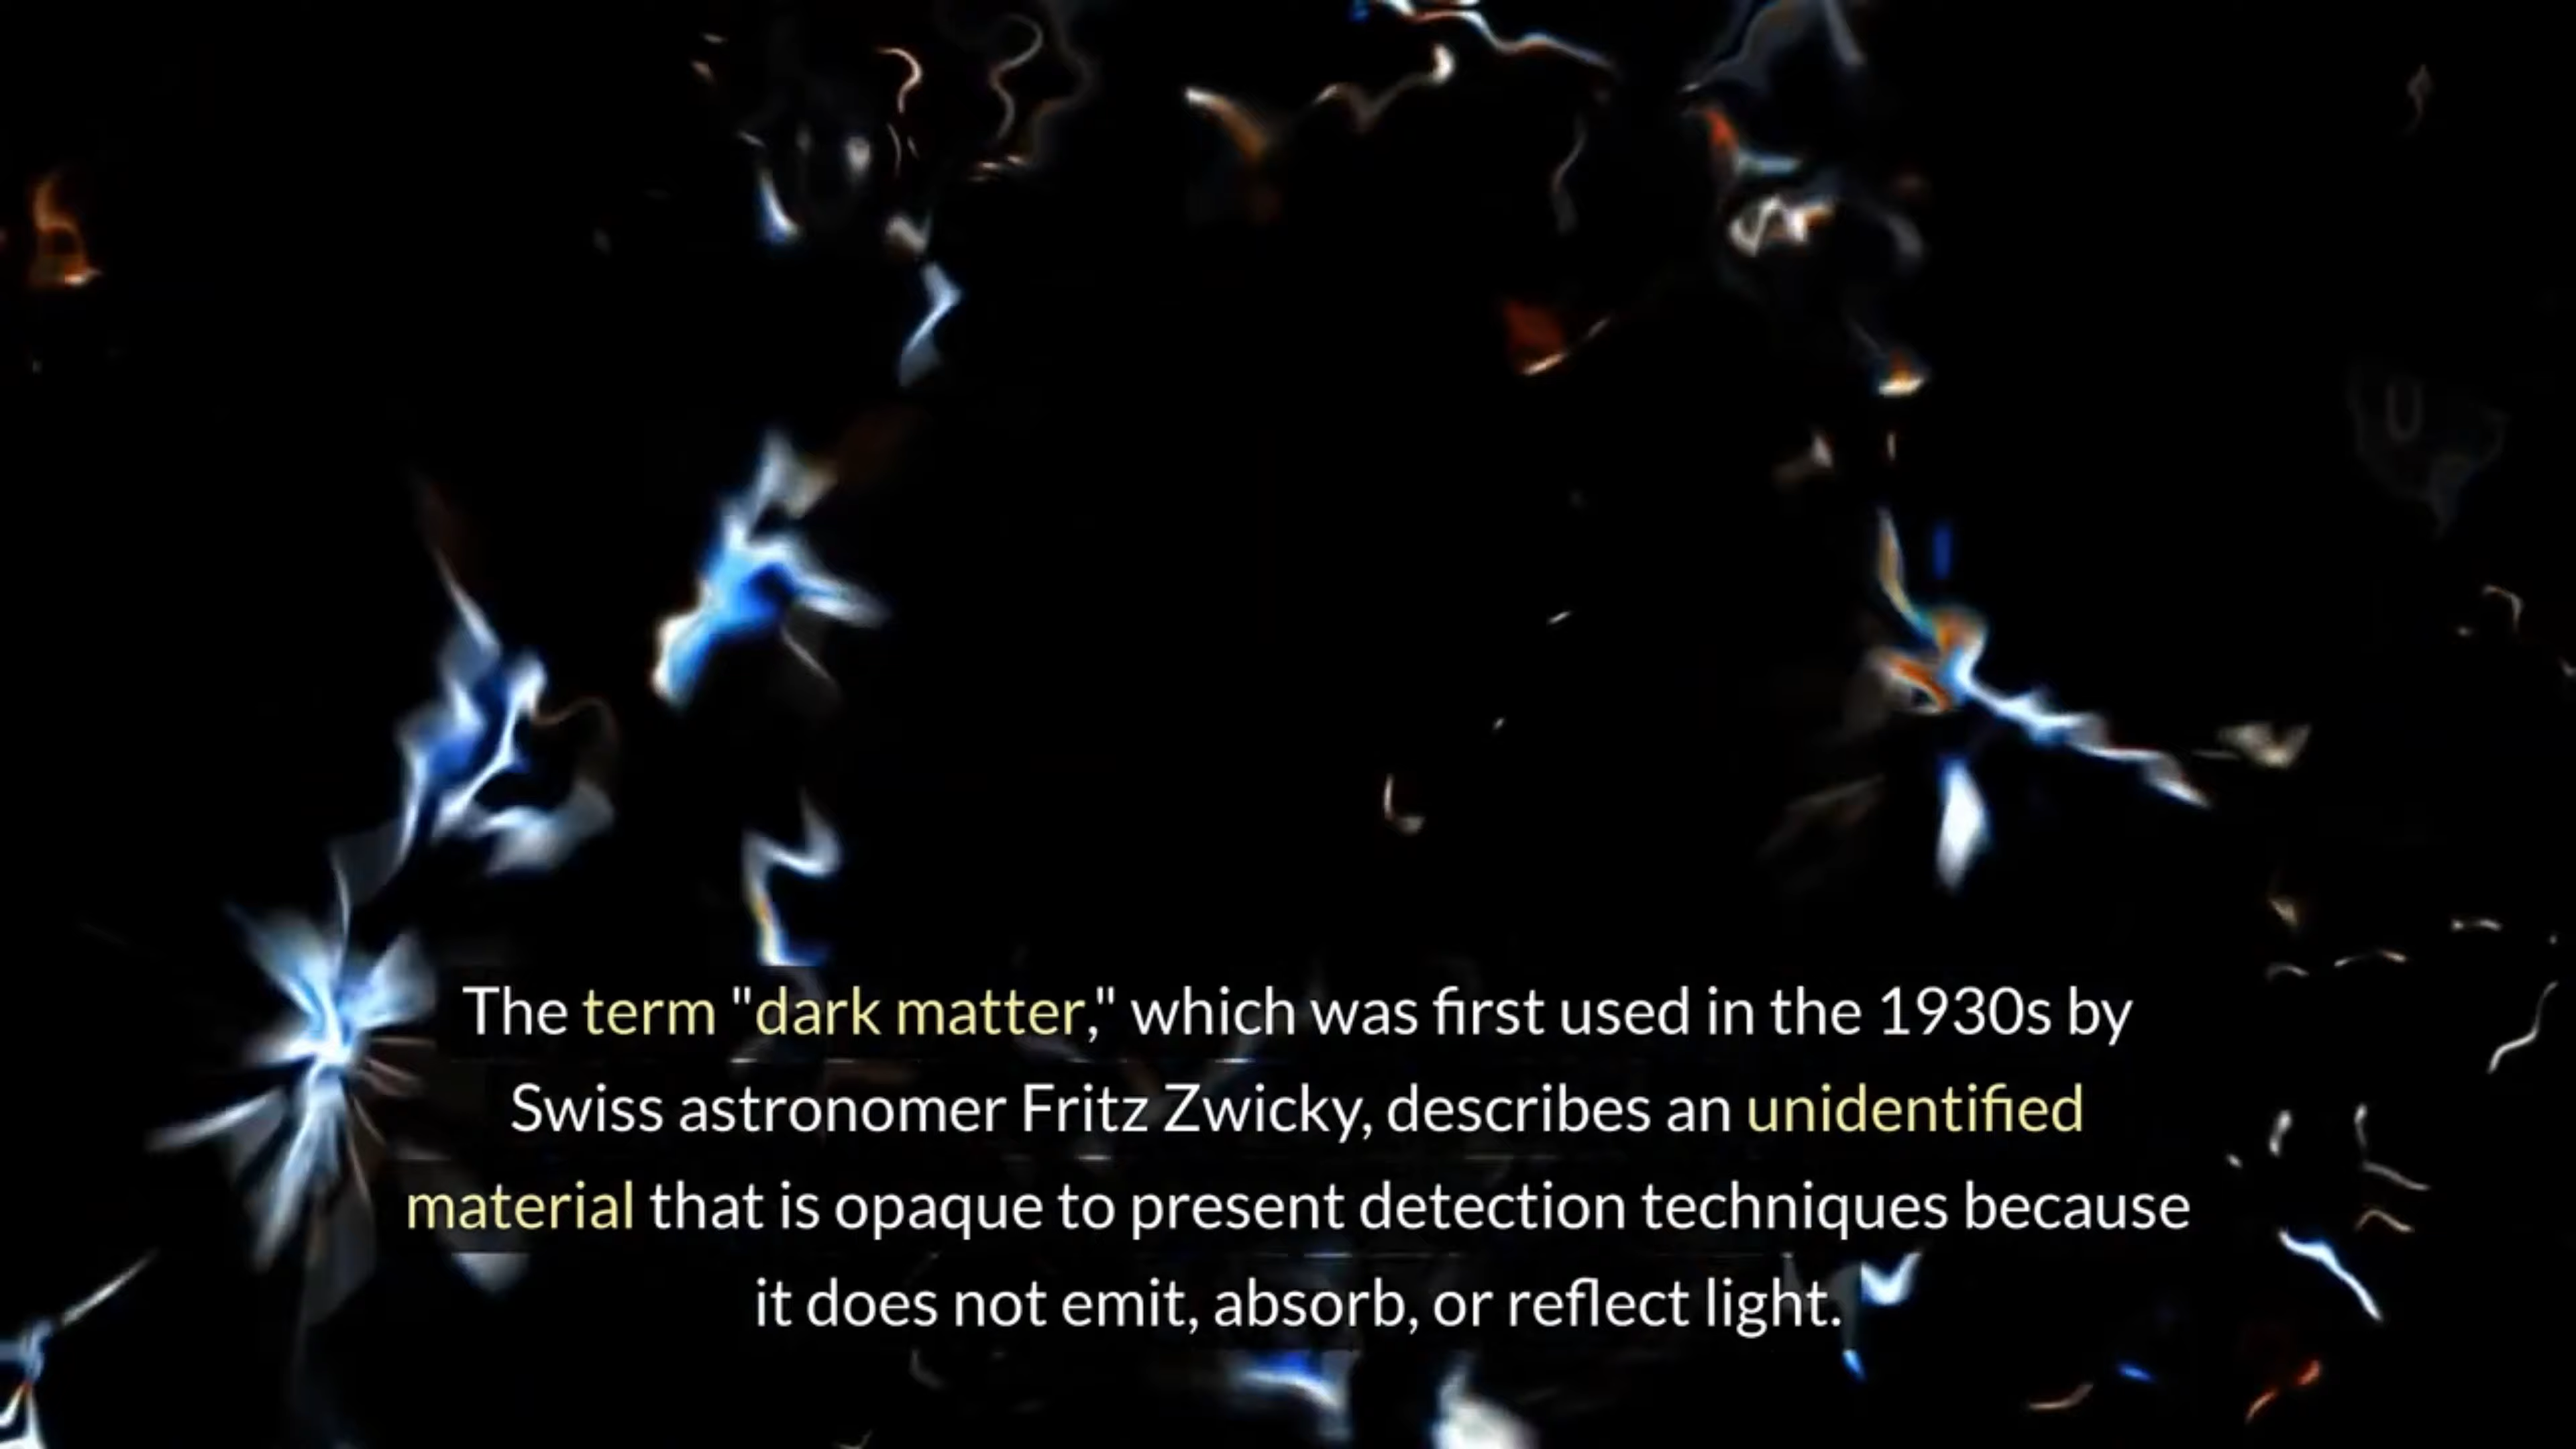 The term "dark matter," which was first used in the 1930s by
Swiss astronomer Fritz Zwicky, describes an unidentified
material that is opaque to present detection techniques because
it does not emit, absorb, or reflect light.